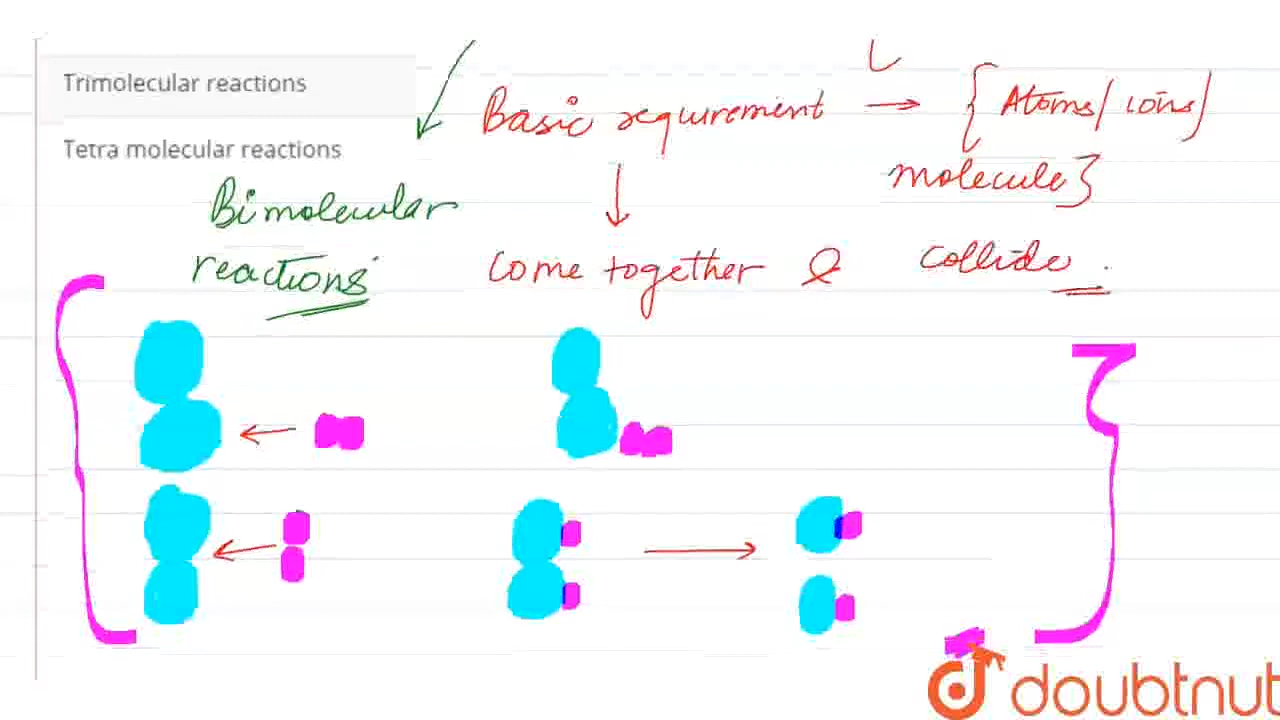 Trimolecular reactions
Tetra molecular reactions
Basic requirement → {Atoms/ions/
molecule}
Bimolecular
reactions
come together & collide.
doubtnut